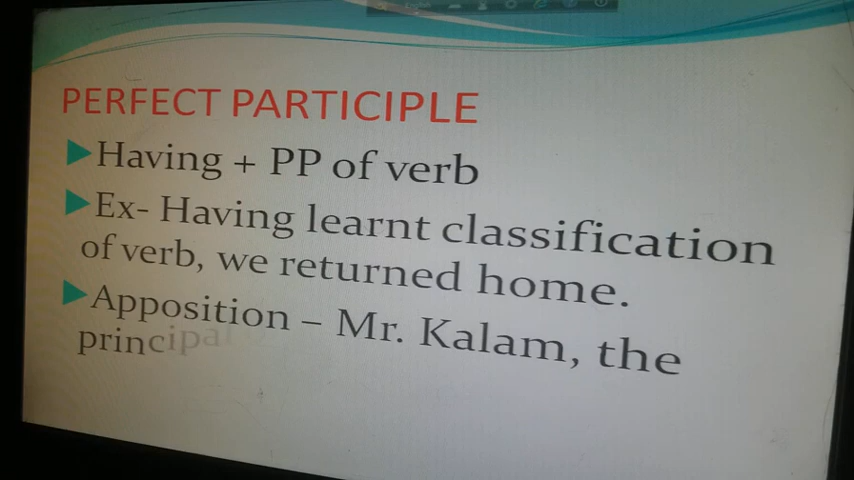 PERFECT PARTICIPLE
Having + PP of verb
Ex- Having learnt classification
of verb, we returned home.
Apposition – Mr. Kalam, the
principal